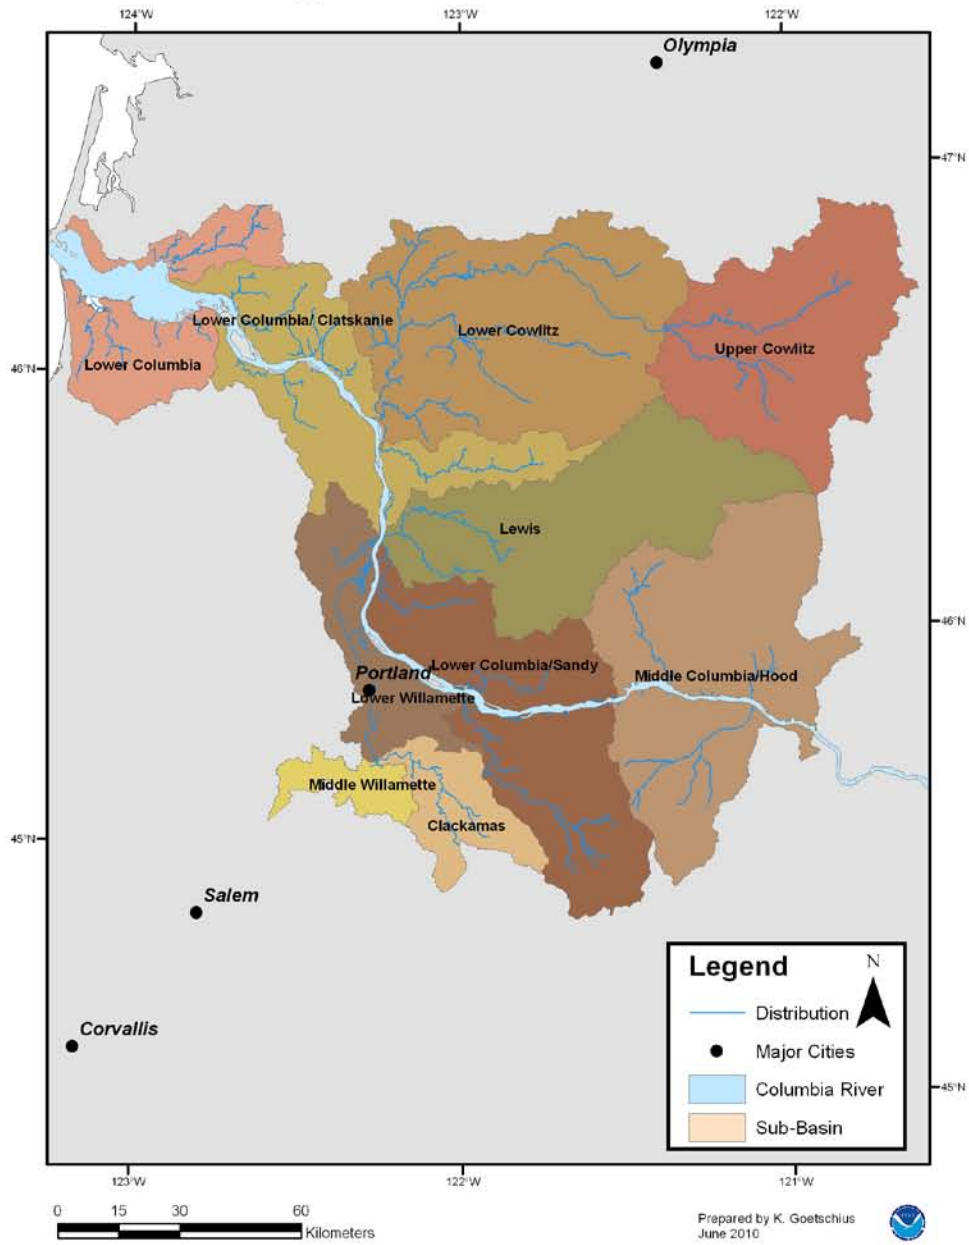 124°W 123°W 122°W
Olympia
47°N
Lower Columbia/ Clatskanie
Lower Cowlitz
Upper Cowlitz
Lower Columbia
46°N
Lewis
46°N
Lower Columbia/Sandy
Portland
Middle Columbia/Hood
Lower Willamette
Middle Willamette
Clackamas
45°N
Salem
Legend
N
Distribution
Corvallis
Major Cities
45°N
Columbia River
Sub-Basin
123°W 122°W 121°W
0 15 30 60
Kilometers
Prepared by K. Goetschius
June 2010